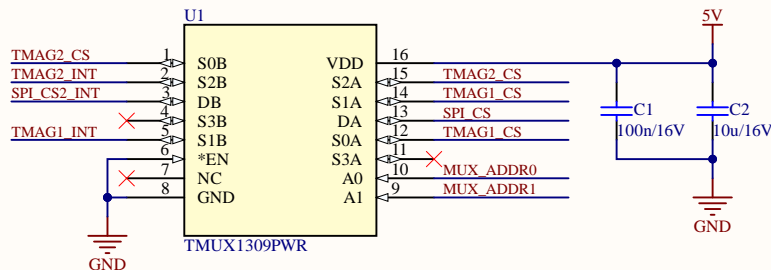 U1
5V
TMAG2_CS 1 S0B VDD 16
TMAG2_INT 2 S2B S2A 15 TMAG2_CS
SPI_CS2_INT 3 DB S1A 14 TMAG1_CS
4 S3B DA 13 SPI_CS
TMAG1_INT 5 S1B S0A 12 TMAG1_CS
6 *EN S3A 11
7 NC A0 10 MUX_ADDR0
8 GND A1 9 MUX_ADDR1
C1
100n/16V
C2
10u/16V
GND
TMUX1309PWR
GND